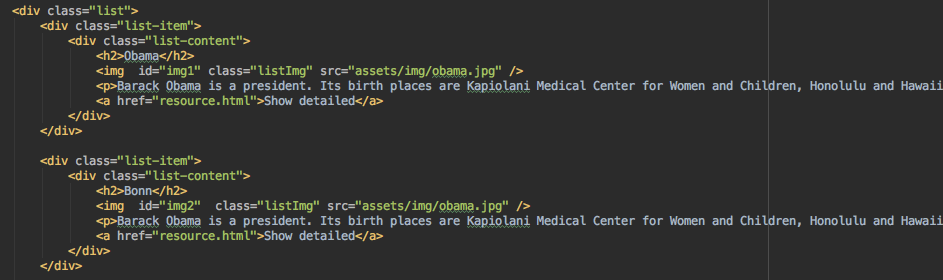 <div class="list">
<div class="list-item">
<div class="list-content">
<h2>Obama</h2>
<img  id="img1" class="listImg" src="assets/img/obama.jpg" />
<p>Barack Obama is a president. Its birth places are Kapiolani Medical Center for Women and Children, Honolulu and Hawaii
<a href="resource.html">Show detailed</a>
</div>
</div>
<div class="list-item">
<div class="list-content">
<h2>Bonn</h2>
<img  id="img2"  class="listImg" src="assets/img/obama.jpg" />
<p>Barack Obama is a president. Its birth places are Kapiolani Medical Center for Women and Children, Honolulu and Hawaii
<a href="resource.html">Show detailed</a>
</div>
</div>